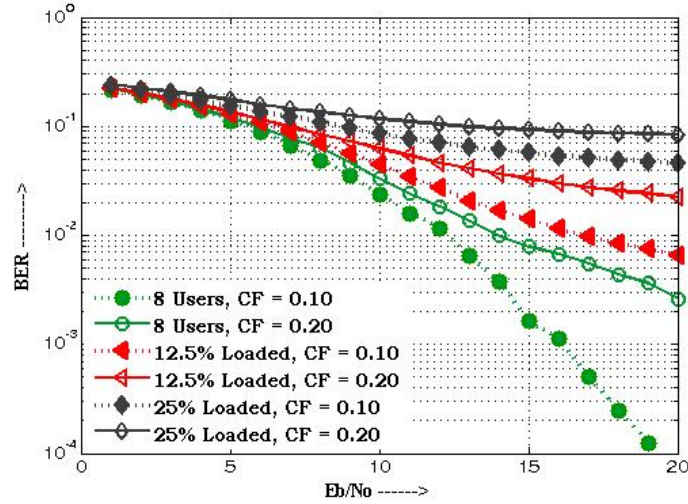 10⁰
10⁻¹
10⁻²
10⁻³
10⁻⁴
BER ------->
8 Users, CF = 0.10
8 Users, CF = 0.20
12.5% Loaded, CF = 0.10
12.5% Loaded, CF = 0.20
25% Loaded, CF = 0.10
25% Loaded, CF = 0.20
0 5 10 15 20
Eb/No ------>